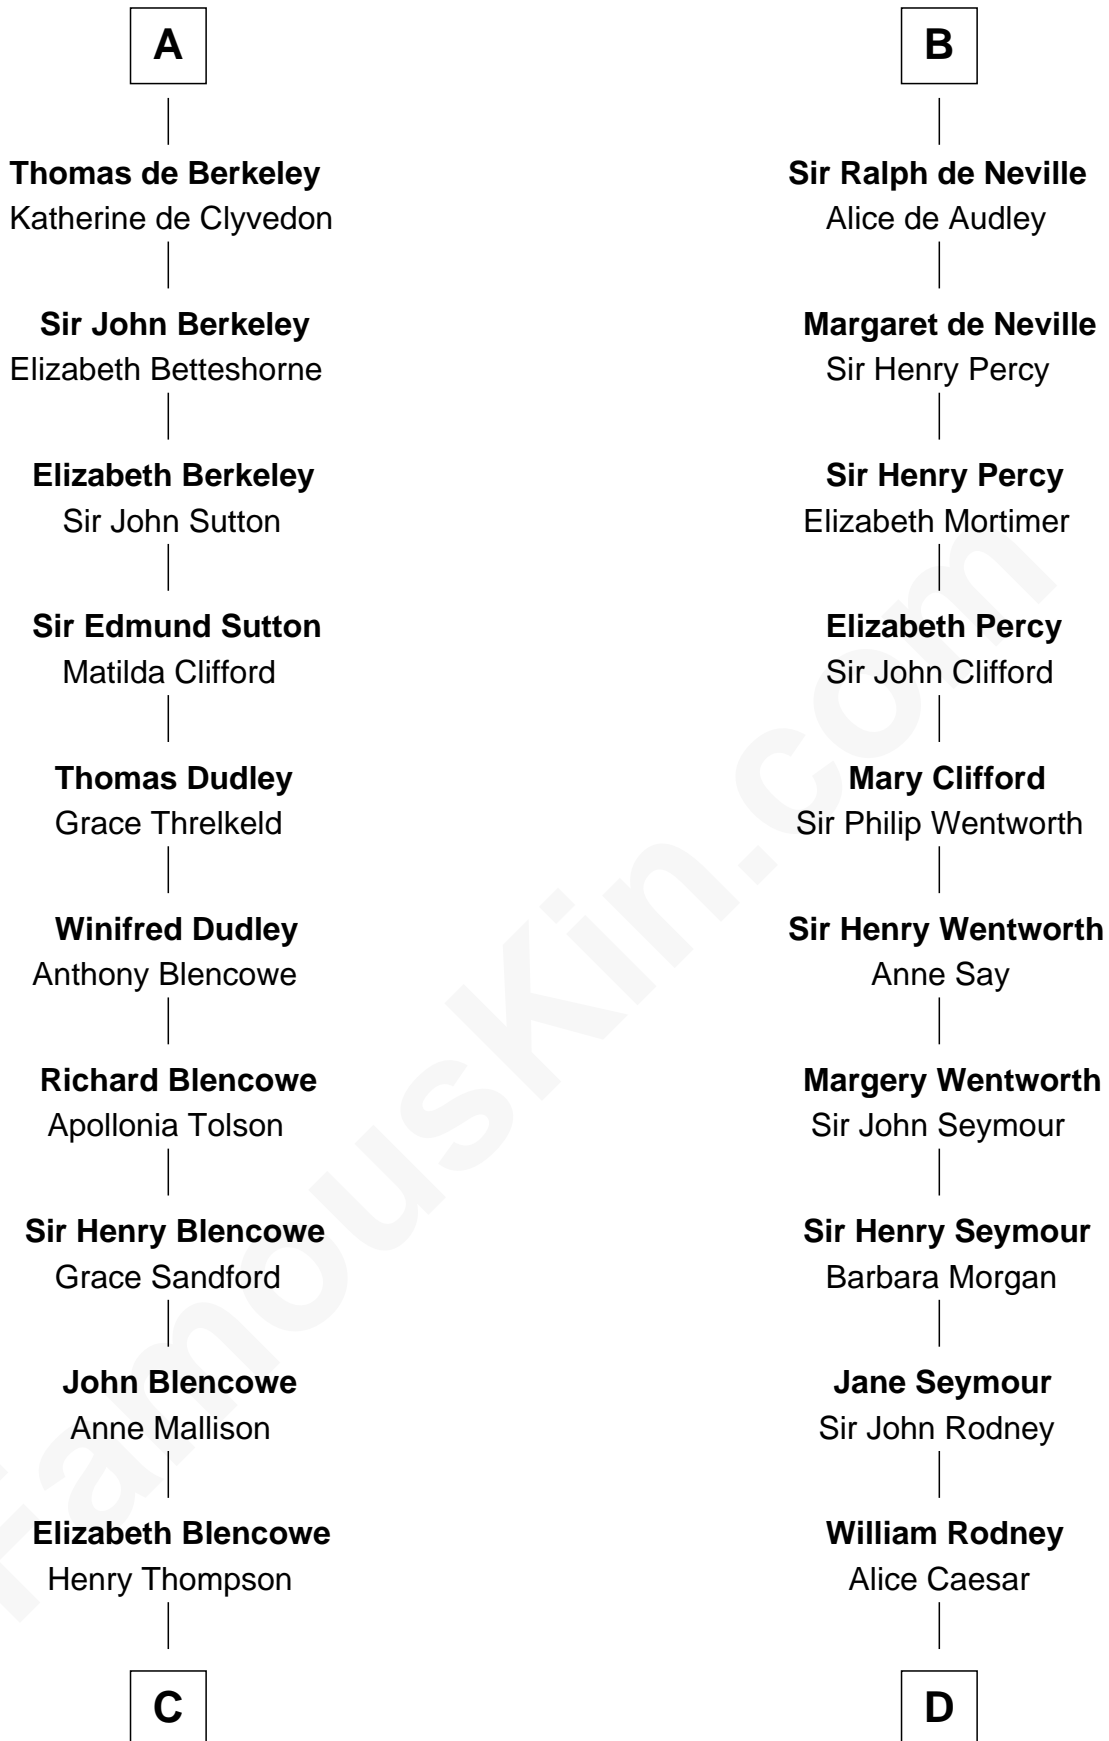 A
Thomas de Berkeley
Katherine de Clyvedon
Sir John Berkeley
Elizabeth Betteshorne
Elizabeth Berkeley
Sir John Sutton
Sir Edmund Sutton
Matilda Clifford
Thomas Dudley
Grace Threlkeld
Winifred Dudley
Anthony Blencowe
Richard Blencowe
Apollonia Tolson
Sir Henry Blencowe
Grace Sandford
John Blencowe
Anne Mallison
Elizabeth Blencowe
Henry Thompson
C
B
Sir Ralph de Neville
Alice de Audley
Margaret de Neville
Sir Henry Percy
Sir Henry Percy
Elizabeth Mortimer
Elizabeth Percy
Sir John Clifford
Mary Clifford
Sir Philip Wentworth
Sir Henry Wentworth
Anne Say
Margery Wentworth
Sir John Seymour
Sir Henry Seymour
Barbara Morgan
Jane Seymour
Sir John Rodney
William Rodney
Alice Caesar
D
FamousKin.com